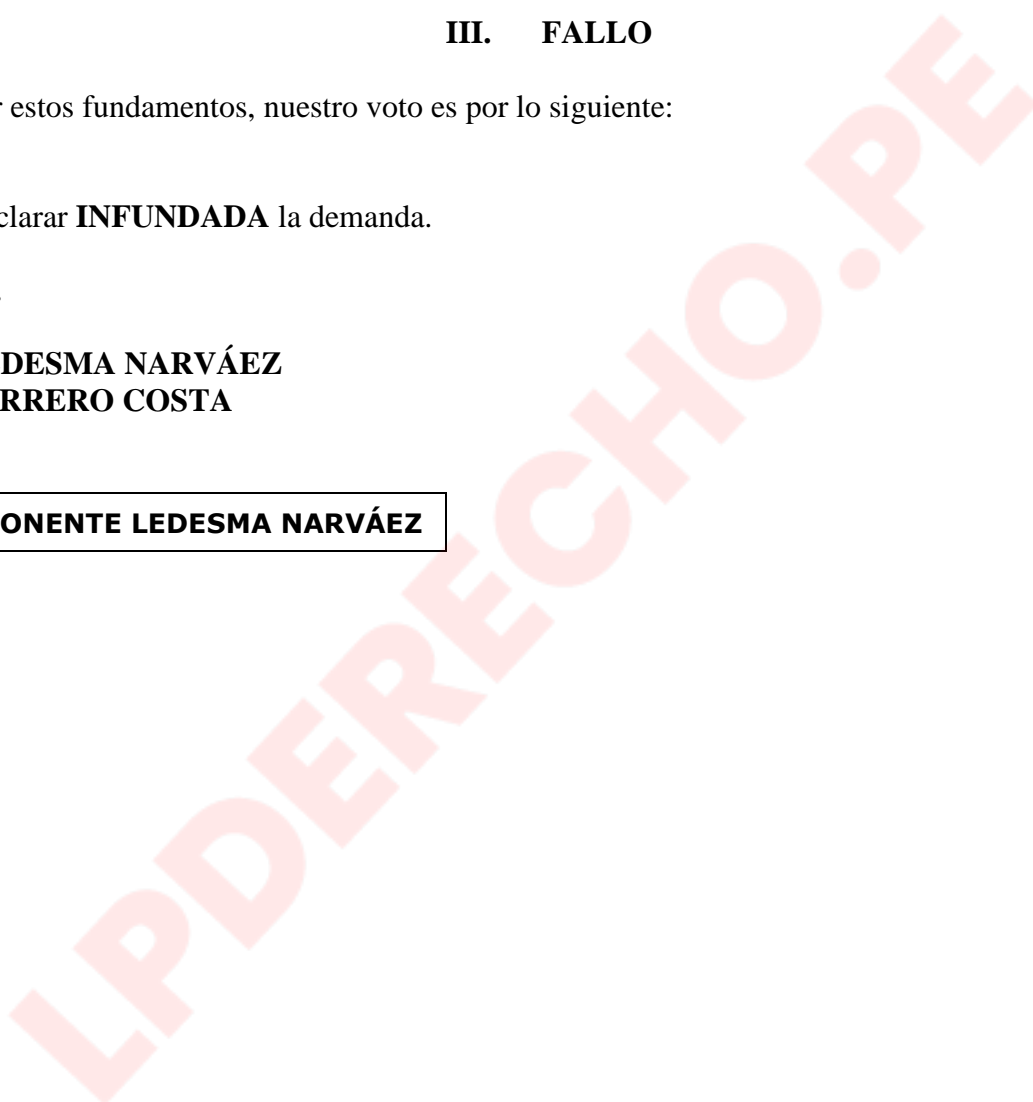 III. FALLO
r estos fundamentos, nuestro voto es por lo siguiente:
clarar INFUNDADA la demanda.
DESMA NARVÁEZ
RRERO COSTA
ONENTE LEDESMA NARVÁEZ
LPDERECHO.PE